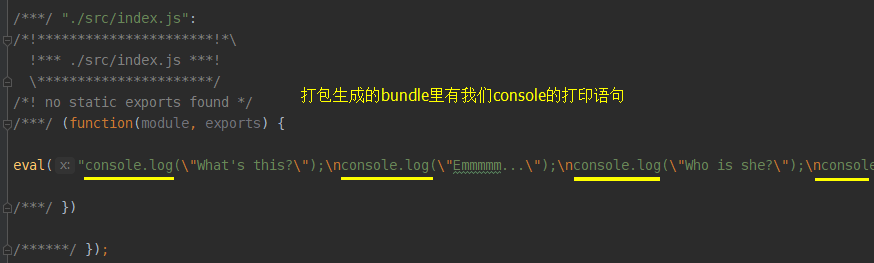 /***/ "./src/index.js":
/*!**********************!*\
!*** ./src/index.js ***!
\**********************/
/*! no static exports found */
打包生成的bundle里有我们console的打印语句
/***/ (function(module, exports) {
eval( x: "console.log(\"What's this?\");\nconsole.log(\"Emmmmm...\");\nconsole.log(\"Who is she?\");\nconsole
/***/ })
/******/ });